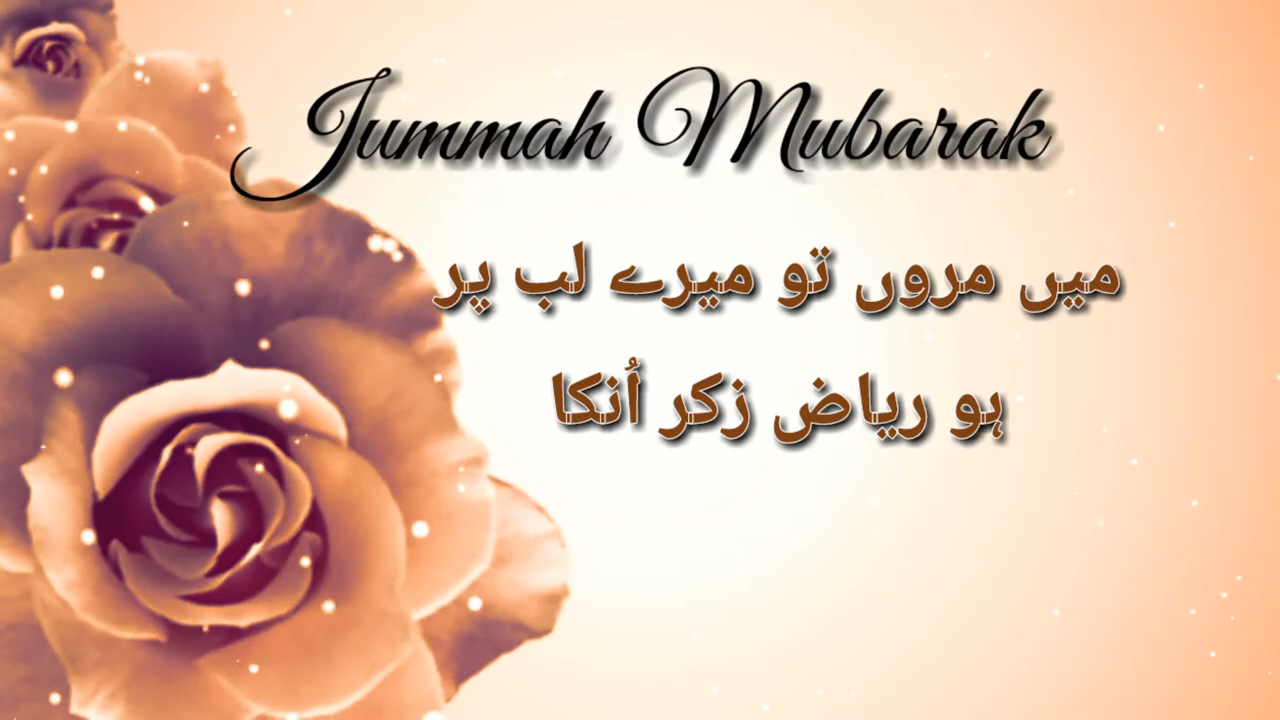 Jummah Mubarak
میں مروں تو میرے لب پر
ہو ریاض زکر اُنکا